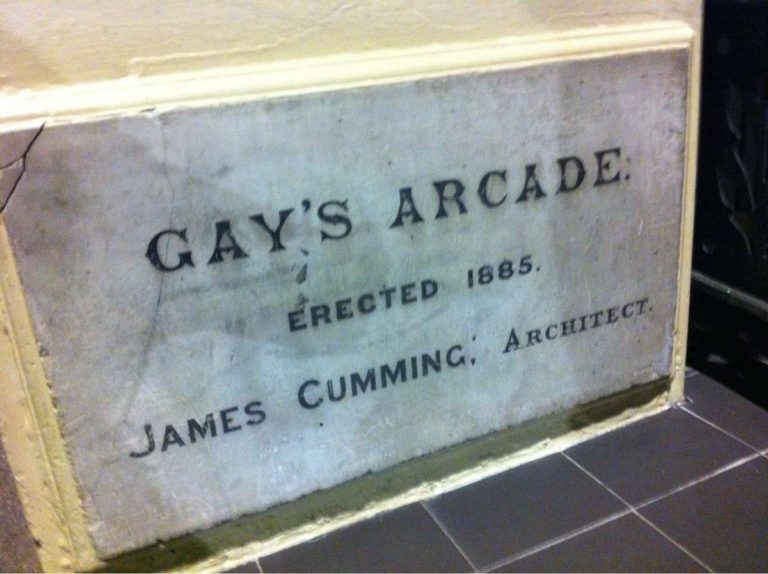 GAY'S ARCADE:
ERECTED 1885.
JAMES CUMMING, ARCHITECT.